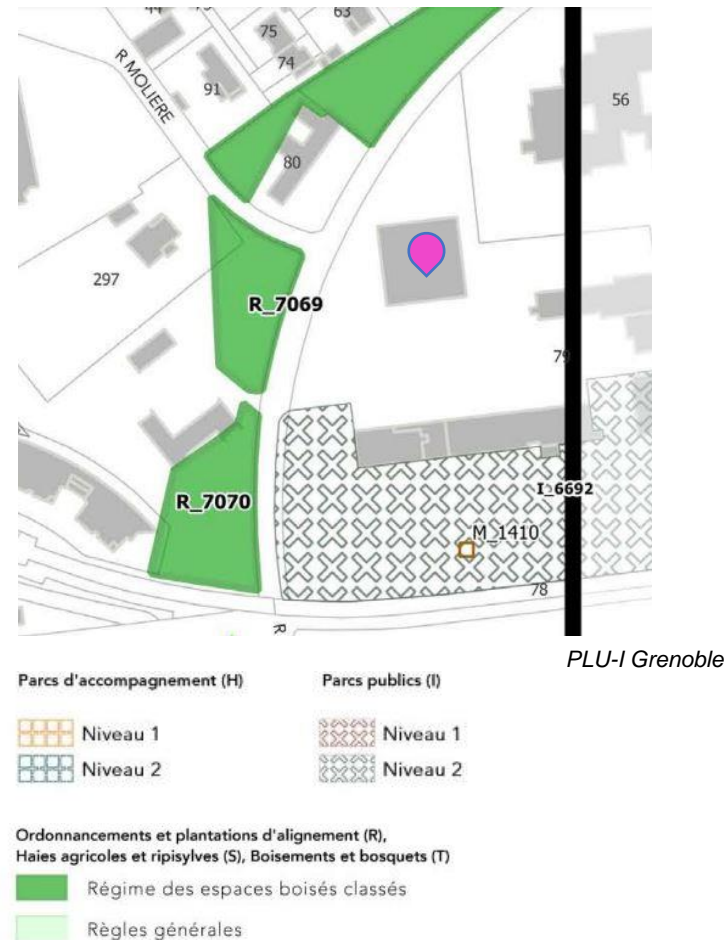 44
63
75
74
91
R MOLIERE
56
80
297
R_7069
79
R_7070
I_6692
M_1410
78
R
PLU-I Grenoble
Parcs d'accompagnement (H)
Parcs publics (I)
Niveau 1
Niveau 1
Niveau 2
Niveau 2
Ordonnancements et plantations d'alignement (R),
Haies agricoles et ripisylves (S), Boisements et bosquets (T)
Régime des espaces boisés classés
Règles générales